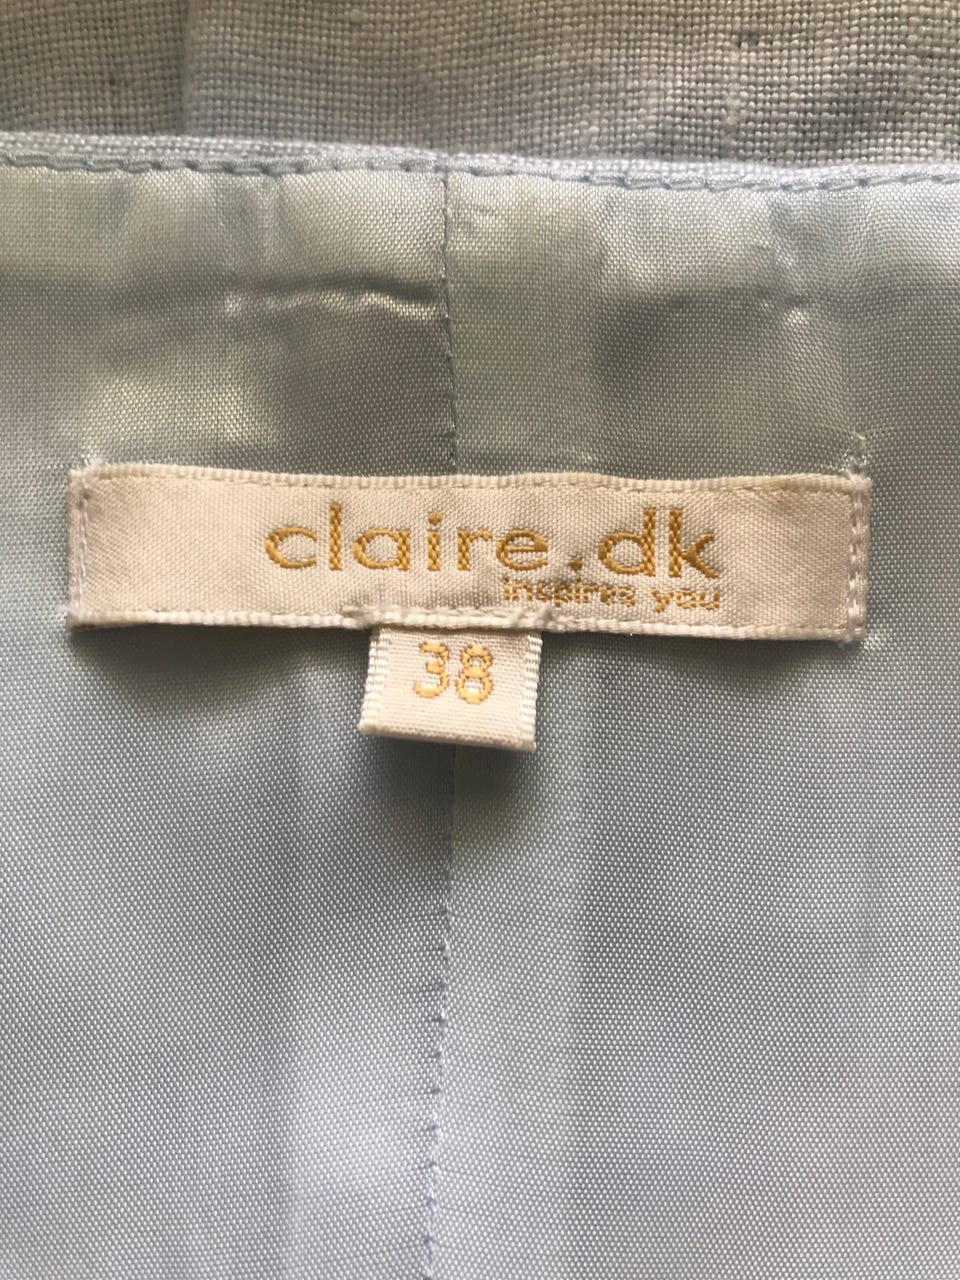 claire.dk
inspires you
38